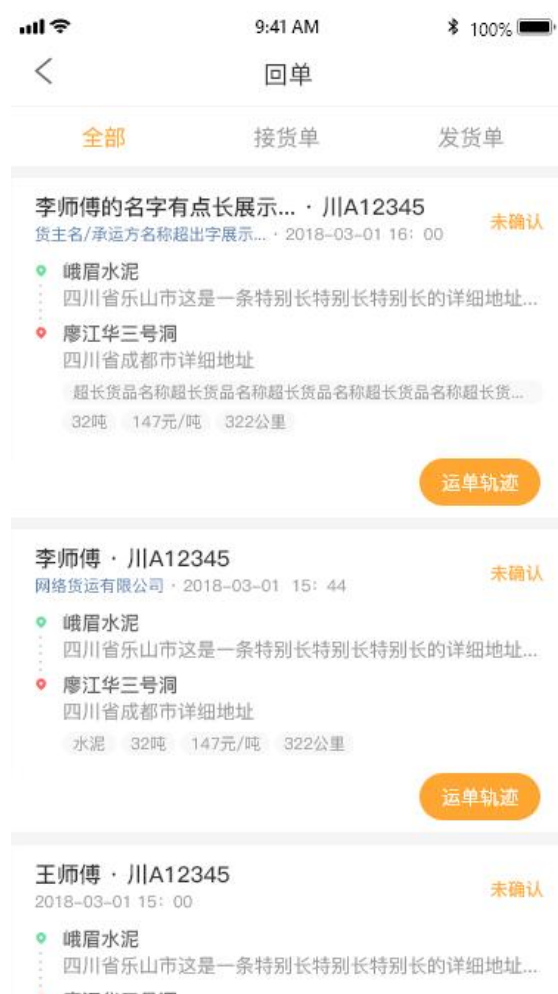 9:41 AM 100%
回单
全部 接货单 发货单
李师傅的名字有点长展示... · 川A12345
未确认
货主名/承运方名称超出字展示... · 2018-03-01 16：00
峨眉水泥
四川省乐山市这是一条特别长特别长特别长的详细地址...
廖江华三号洞
四川省成都市详细地址
超长货品名称超长货品名称超长货品名称超长货品名称超长货...
32吨 147元/吨 322公里
运单轨迹
李师傅 · 川A12345
未确认
网络货运有限公司 · 2018-03-01 15：44
峨眉水泥
四川省乐山市这是一条特别长特别长特别长的详细地址...
廖江华三号洞
四川省成都市详细地址
水泥 32吨 147元/吨 322公里
运单轨迹
王师傅 · 川A12345
未确认
2018-03-01 15：00
峨眉水泥
四川省乐山市这是一条特别长特别长特别长的详细地址...